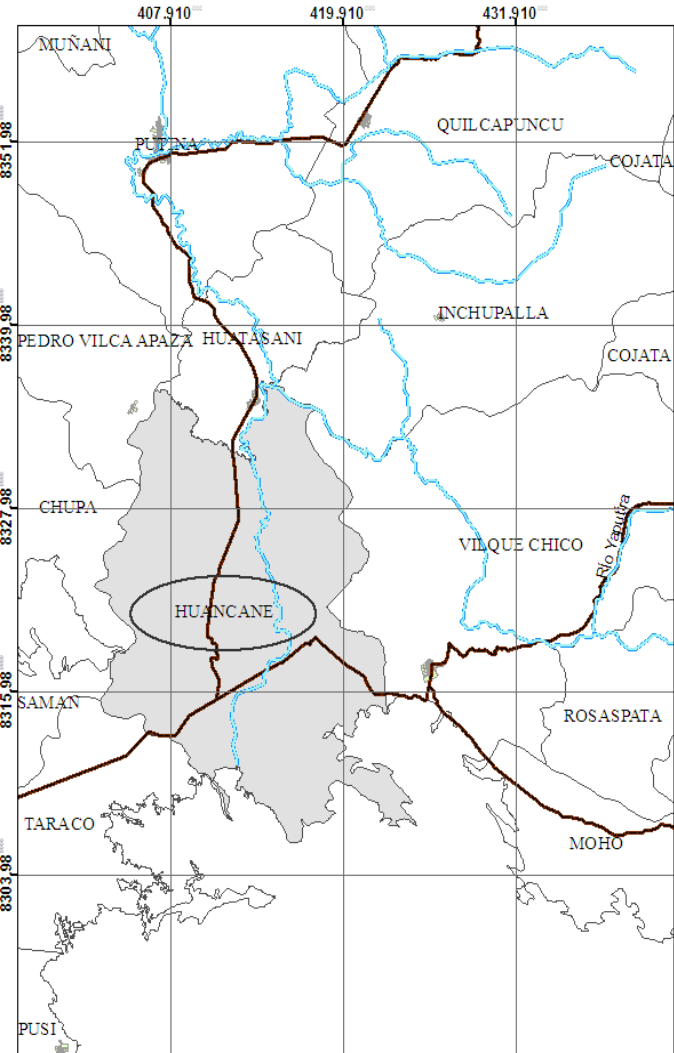 407.910 419.910 431.910
MUÑANI
8351.98
QUILCAPUNCU
PUTINA
COJATA
8339.98
INCHUPALLA
PEDRO VILCA APAZA
HUATASANI
COJATA
8327.98
CHUPA
Río Yaputira
VILQUE CHICO
HUANCANE
8315.98
SAMAN
ROSASPATA
TARACO
MOHO
8303.98
PUSI